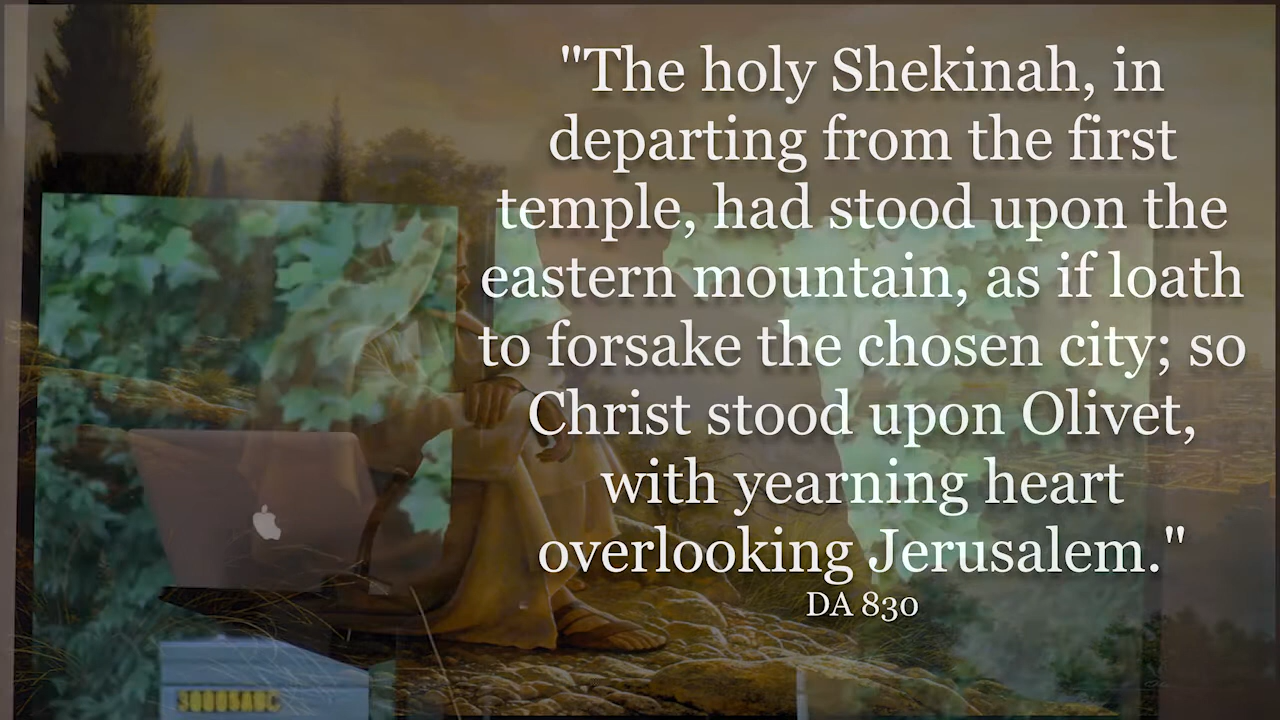 "The holy Shekinah, in
departing from the first
temple, had stood upon the
eastern mountain, as if loath
to forsake the chosen city; so
Christ stood upon Olivet,
with yearning heart
overlooking Jerusalem."
DA 830